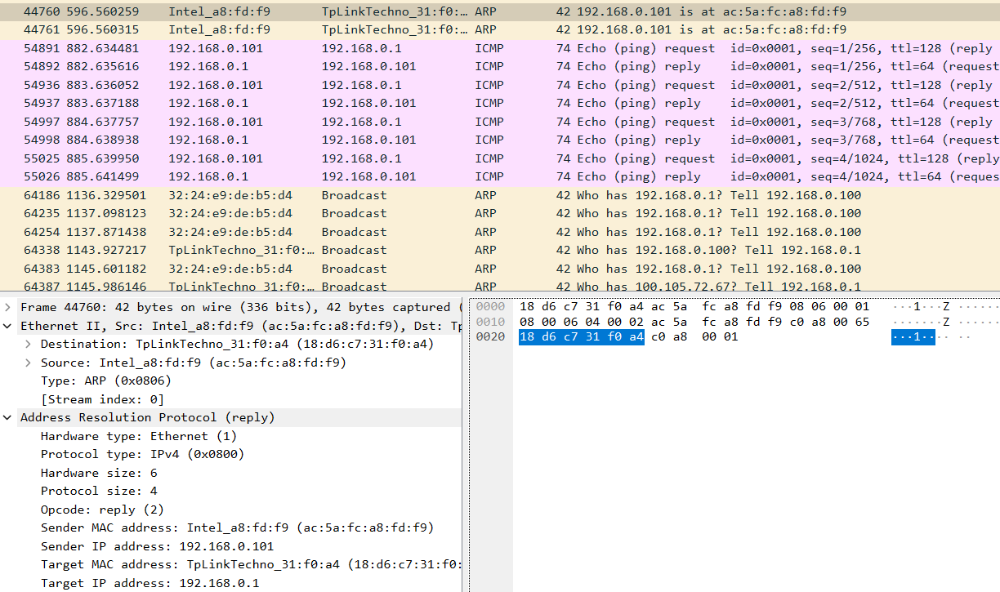 44760 596.560259 Intel_a8:fd:f9 TpLinkTechno_31:f0:… ARP 42 192.168.0.101 is at ac:5a:fc:a8:fd:f9
44761 596.560315 Intel_a8:fd:f9 TpLinkTechno_31:f0:… ARP 42 192.168.0.101 is at ac:5a:fc:a8:fd:f9
54891 882.634481 192.168.0.101 192.168.0.1 ICMP 74 Echo (ping) request id=0x0001, seq=1/256, ttl=128 (reply
54892 882.635616 192.168.0.1 192.168.0.101 ICMP 74 Echo (ping) reply id=0x0001, seq=1/256, ttl=64 (request
54936 883.636052 192.168.0.101 192.168.0.1 ICMP 74 Echo (ping) request id=0x0001, seq=2/512, ttl=128 (reply
54937 883.637188 192.168.0.1 192.168.0.101 ICMP 74 Echo (ping) reply id=0x0001, seq=2/512, ttl=64 (request
54997 884.637757 192.168.0.101 192.168.0.1 ICMP 74 Echo (ping) request id=0x0001, seq=3/768, ttl=128 (reply
54998 884.638938 192.168.0.1 192.168.0.101 ICMP 74 Echo (ping) reply id=0x0001, seq=3/768, ttl=64 (request
55025 885.639950 192.168.0.101 192.168.0.1 ICMP 74 Echo (ping) request id=0x0001, seq=4/1024, ttl=128 (reply
55026 885.641499 192.168.0.1 192.168.0.101 ICMP 74 Echo (ping) reply id=0x0001, seq=4/1024, ttl=64 (reques
64186 1136.329501 32:24:e9:de:b5:d4 Broadcast ARP 42 Who has 192.168.0.1? Tell 192.168.0.100
64235 1137.098123 32:24:e9:de:b5:d4 Broadcast ARP 42 Who has 192.168.0.1? Tell 192.168.0.100
64254 1137.871438 32:24:e9:de:b5:d4 Broadcast ARP 42 Who has 192.168.0.1? Tell 192.168.0.100
64338 1143.927217 TpLinkTechno_31:f0:… Broadcast ARP 42 Who has 192.168.0.100? Tell 192.168.0.1
64383 1145.601182 32:24:e9:de:b5:d4 Broadcast ARP 42 Who has 192.168.0.1? Tell 192.168.0.100
64387 1145.986146 TpLinkTechno_31:f0:… Broadcast ARP 42 Who has 100.105.72.67? Tell 192.168.0.1
Frame 44760: 42 bytes on wire (336 bits), 42 bytes captured (
Ethernet II, Src: Intel_a8:fd:f9 (ac:5a:fc:a8:fd:f9), Dst: Tp
Destination: TpLinkTechno_31:f0:a4 (18:d6:c7:31:f0:a4)
Source: Intel_a8:fd:f9 (ac:5a:fc:a8:fd:f9)
Type: ARP (0x0806)
[Stream index: 0]
Address Resolution Protocol (reply)
Hardware type: Ethernet (1)
Protocol type: IPv4 (0x0800)
Hardware size: 6
Protocol size: 4
Opcode: reply (2)
Sender MAC address: Intel_a8:fd:f9 (ac:5a:fc:a8:fd:f9)
Sender IP address: 192.168.0.101
Target MAC address: TpLinkTechno_31:f0:a4 (18:d6:c7:31:f0:
Target IP address: 192.168.0.1
0000 18 d6 c7 31 f0 a4 ac 5a fc a8 fd f9 08 06 00 01 ···1···Z ······
0010 08 00 06 04 00 02 ac 5a fc a8 fd f9 c0 a8 00 65 ·······Z ······
0020 18 d6 c7 31 f0 a4 c0 a8 00 01 ···1···· ··